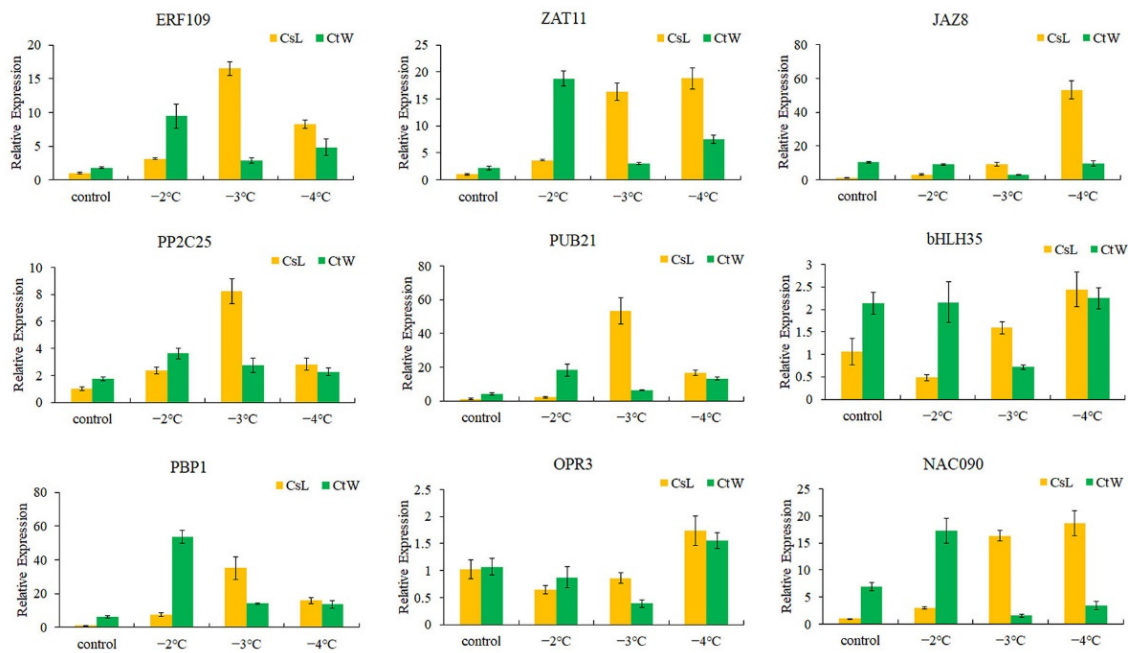 ERF109
CsL CtW
Relative Expression
20
15
10
5
0
control −2°C −3°C −4°C
ZAT11
CsL CtW
Relative Expression
25
20
15
10
5
0
control −2°C −3°C −4°C
JAZ8
CsL CtW
Relative Expression
80
60
40
20
0
control −2°C −3°C −4°C
PP2C25
CsL CtW
Relative Expression
10
8
6
4
2
0
control −2°C −3°C −4°C
PUB21
CsL CtW
Relative Expression
80
60
40
20
0
control −2°C −3°C −4°C
bHLH35
CsL CtW
Relative Expression
3
2.5
2
1.5
1
0.5
0
control −2°C −3°C −4°C
PBP1
CsL CtW
Relative Expression
80
60
40
20
0
control −2°C −3°C −4°C
OPR3
CsL CtW
Relative Expression
2.5
2
1.5
1
0.5
0
control −2°C −3°C −4°C
NAC090
CsL CtW
Relative Expression
25
20
15
10
5
0
control −2°C −3°C −4°C